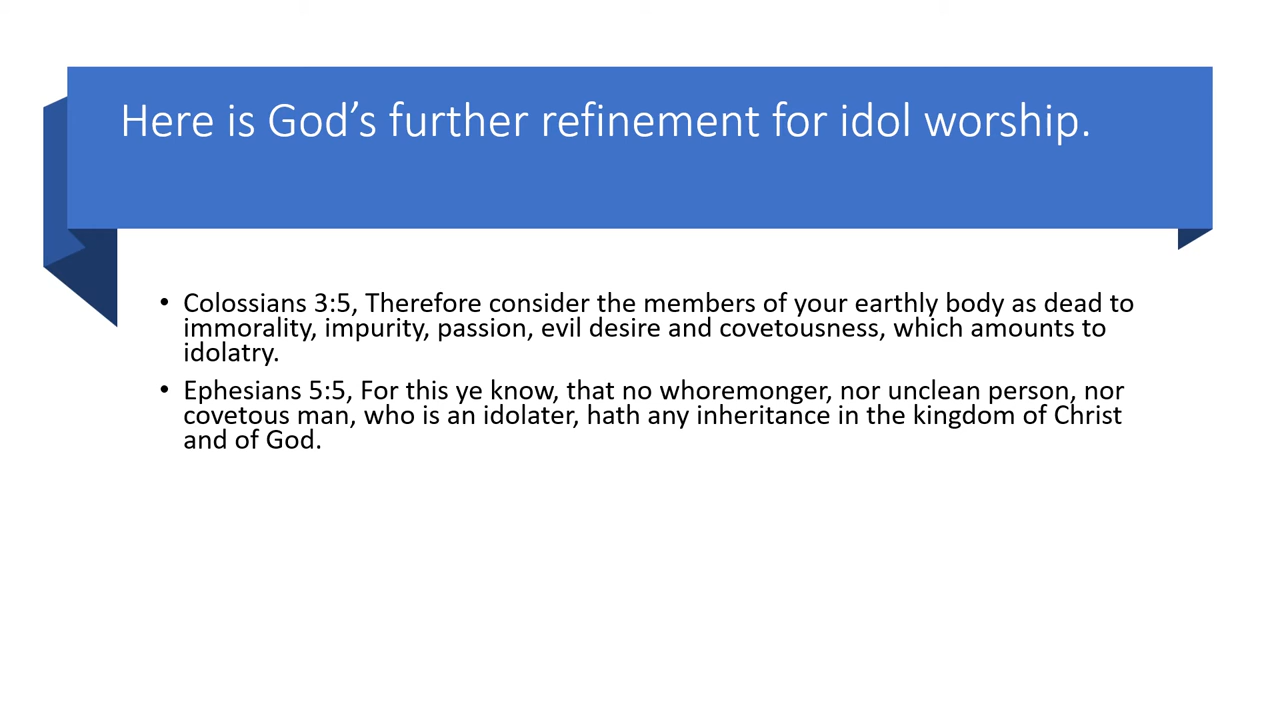 Here is God’s further refinement for idol worship.
• Colossians 3:5, Therefore consider the members of your earthly body as dead to
immorality, impurity, passion, evil desire and covetousness, which amounts to
idolatry.
• Ephesians 5:5, For this ye know, that no whoremonger, nor unclean person, nor
covetous man, who is an idolater, hath any inheritance in the kingdom of Christ
and of God.